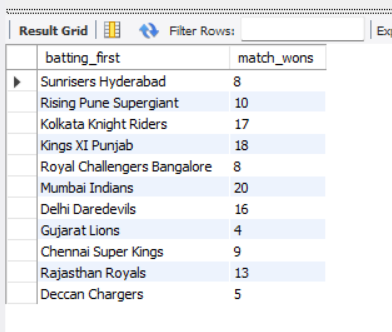 Result Grid Filter Rows:
batting_first match_wons
Sunrisers Hyderabad 8
Rising Pune Supergiant 10
Kolkata Knight Riders 17
Kings XI Punjab 18
Royal Challengers Bangalore 8
Mumbai Indians 20
Delhi Daredevils 16
Gujarat Lions 4
Chennai Super Kings 9
Rajasthan Royals 13
Deccan Chargers 5